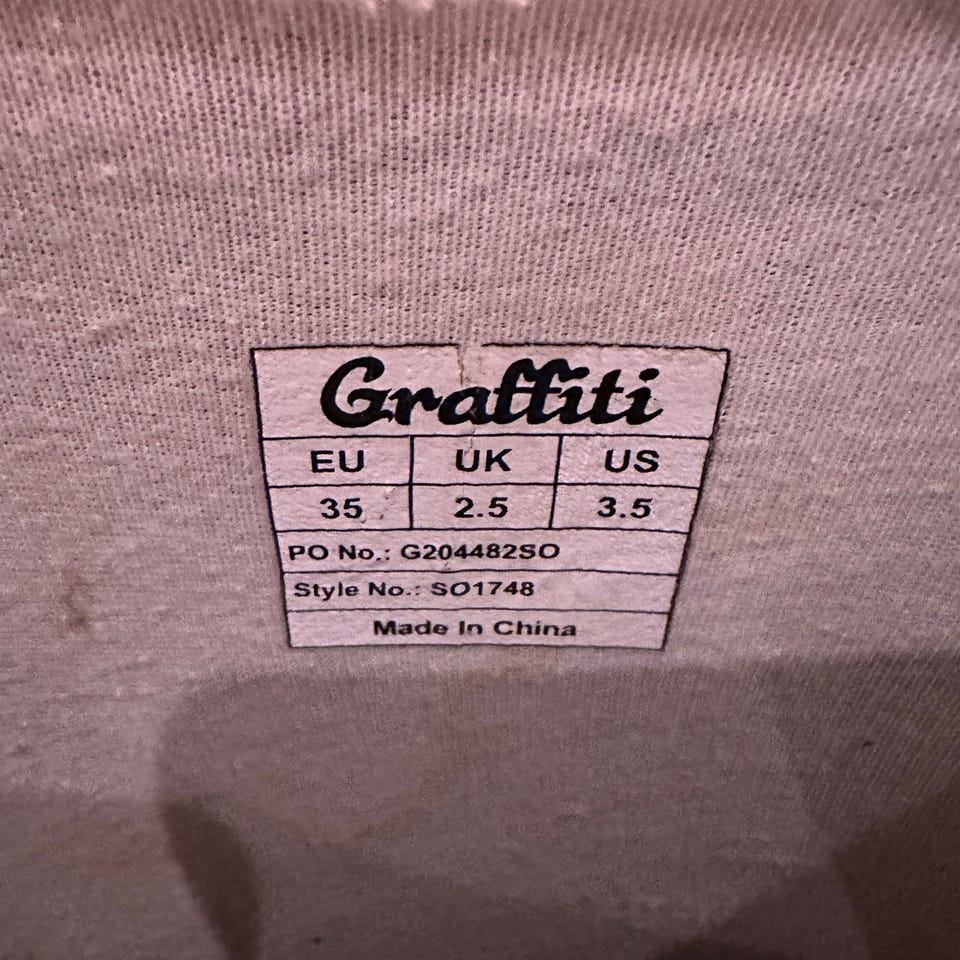 Graffiti
EU UK US
35 2.5 3.5
PO No.: G204482SO
Style No.: SO1748
Made In China